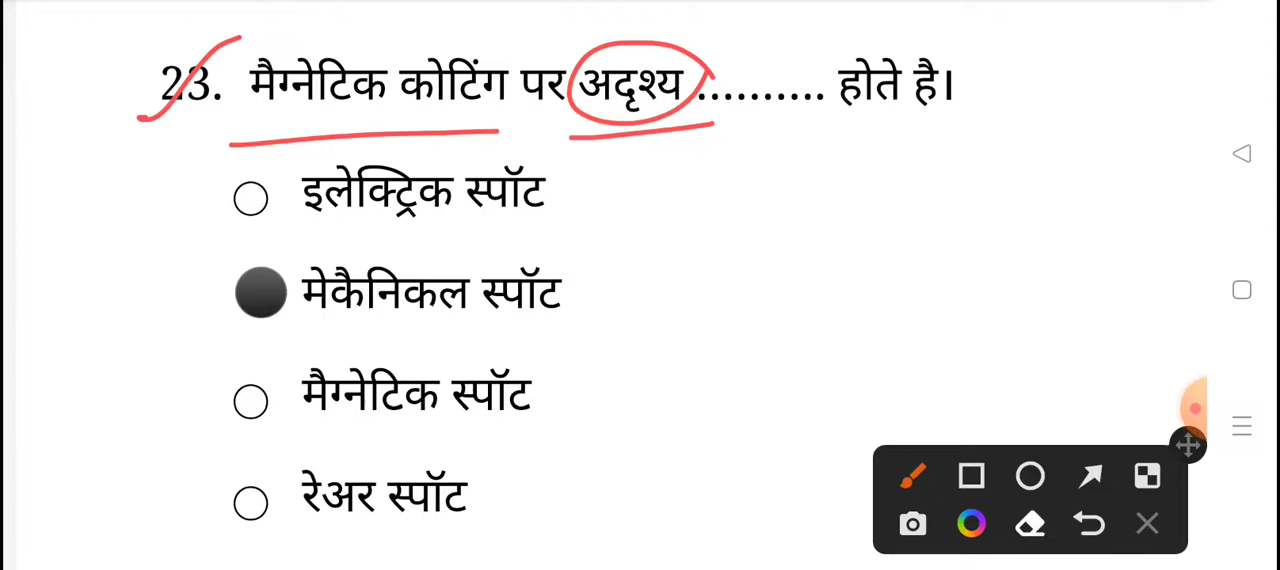 23. मैग्नेटिक कोटिंग पर अदृश्य .......... होते है।
इलेक्ट्रिक स्पॉट
मेकैनिकल स्पॉट
मैग्नेटिक स्पॉट
रेअर स्पॉट